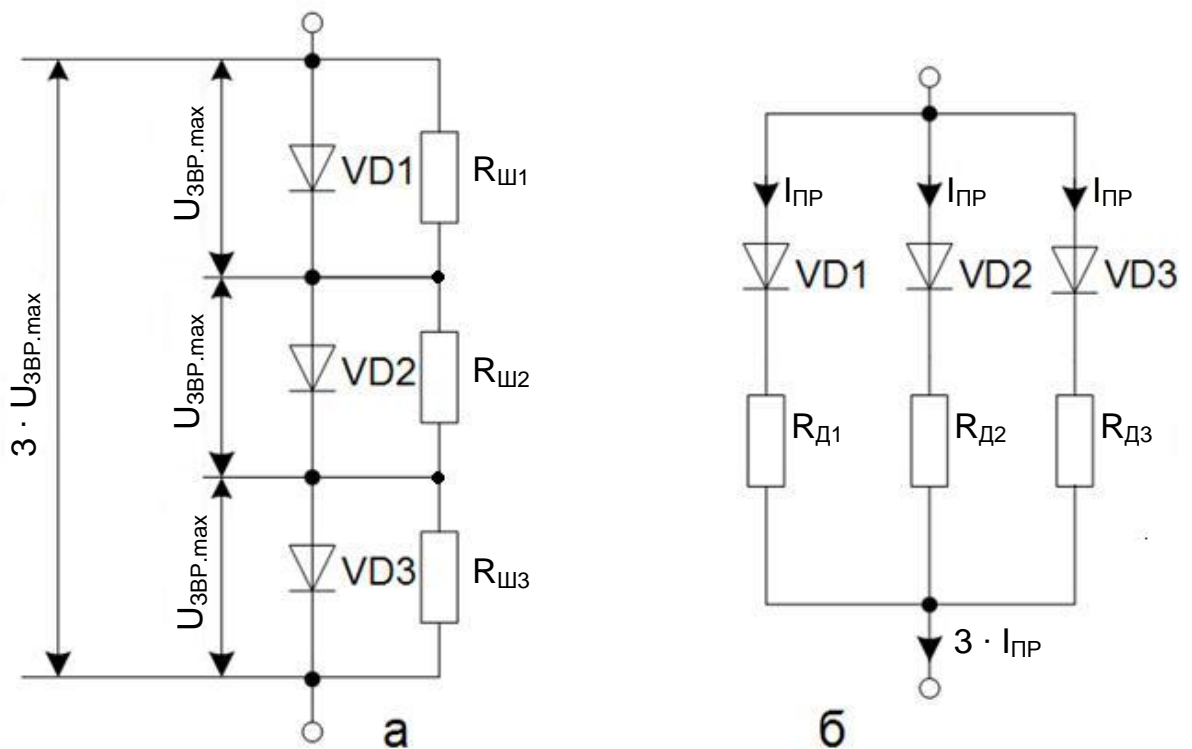 3 · UЗВР.max
UЗВР.max
UЗВР.max
UЗВР.max
VD1
RШ1
VD2
RШ2
VD3
RШ3
а
IПР
IПР
IПР
VD1
VD2
VD3
RД1
RД2
RД3
3 · IПР
б